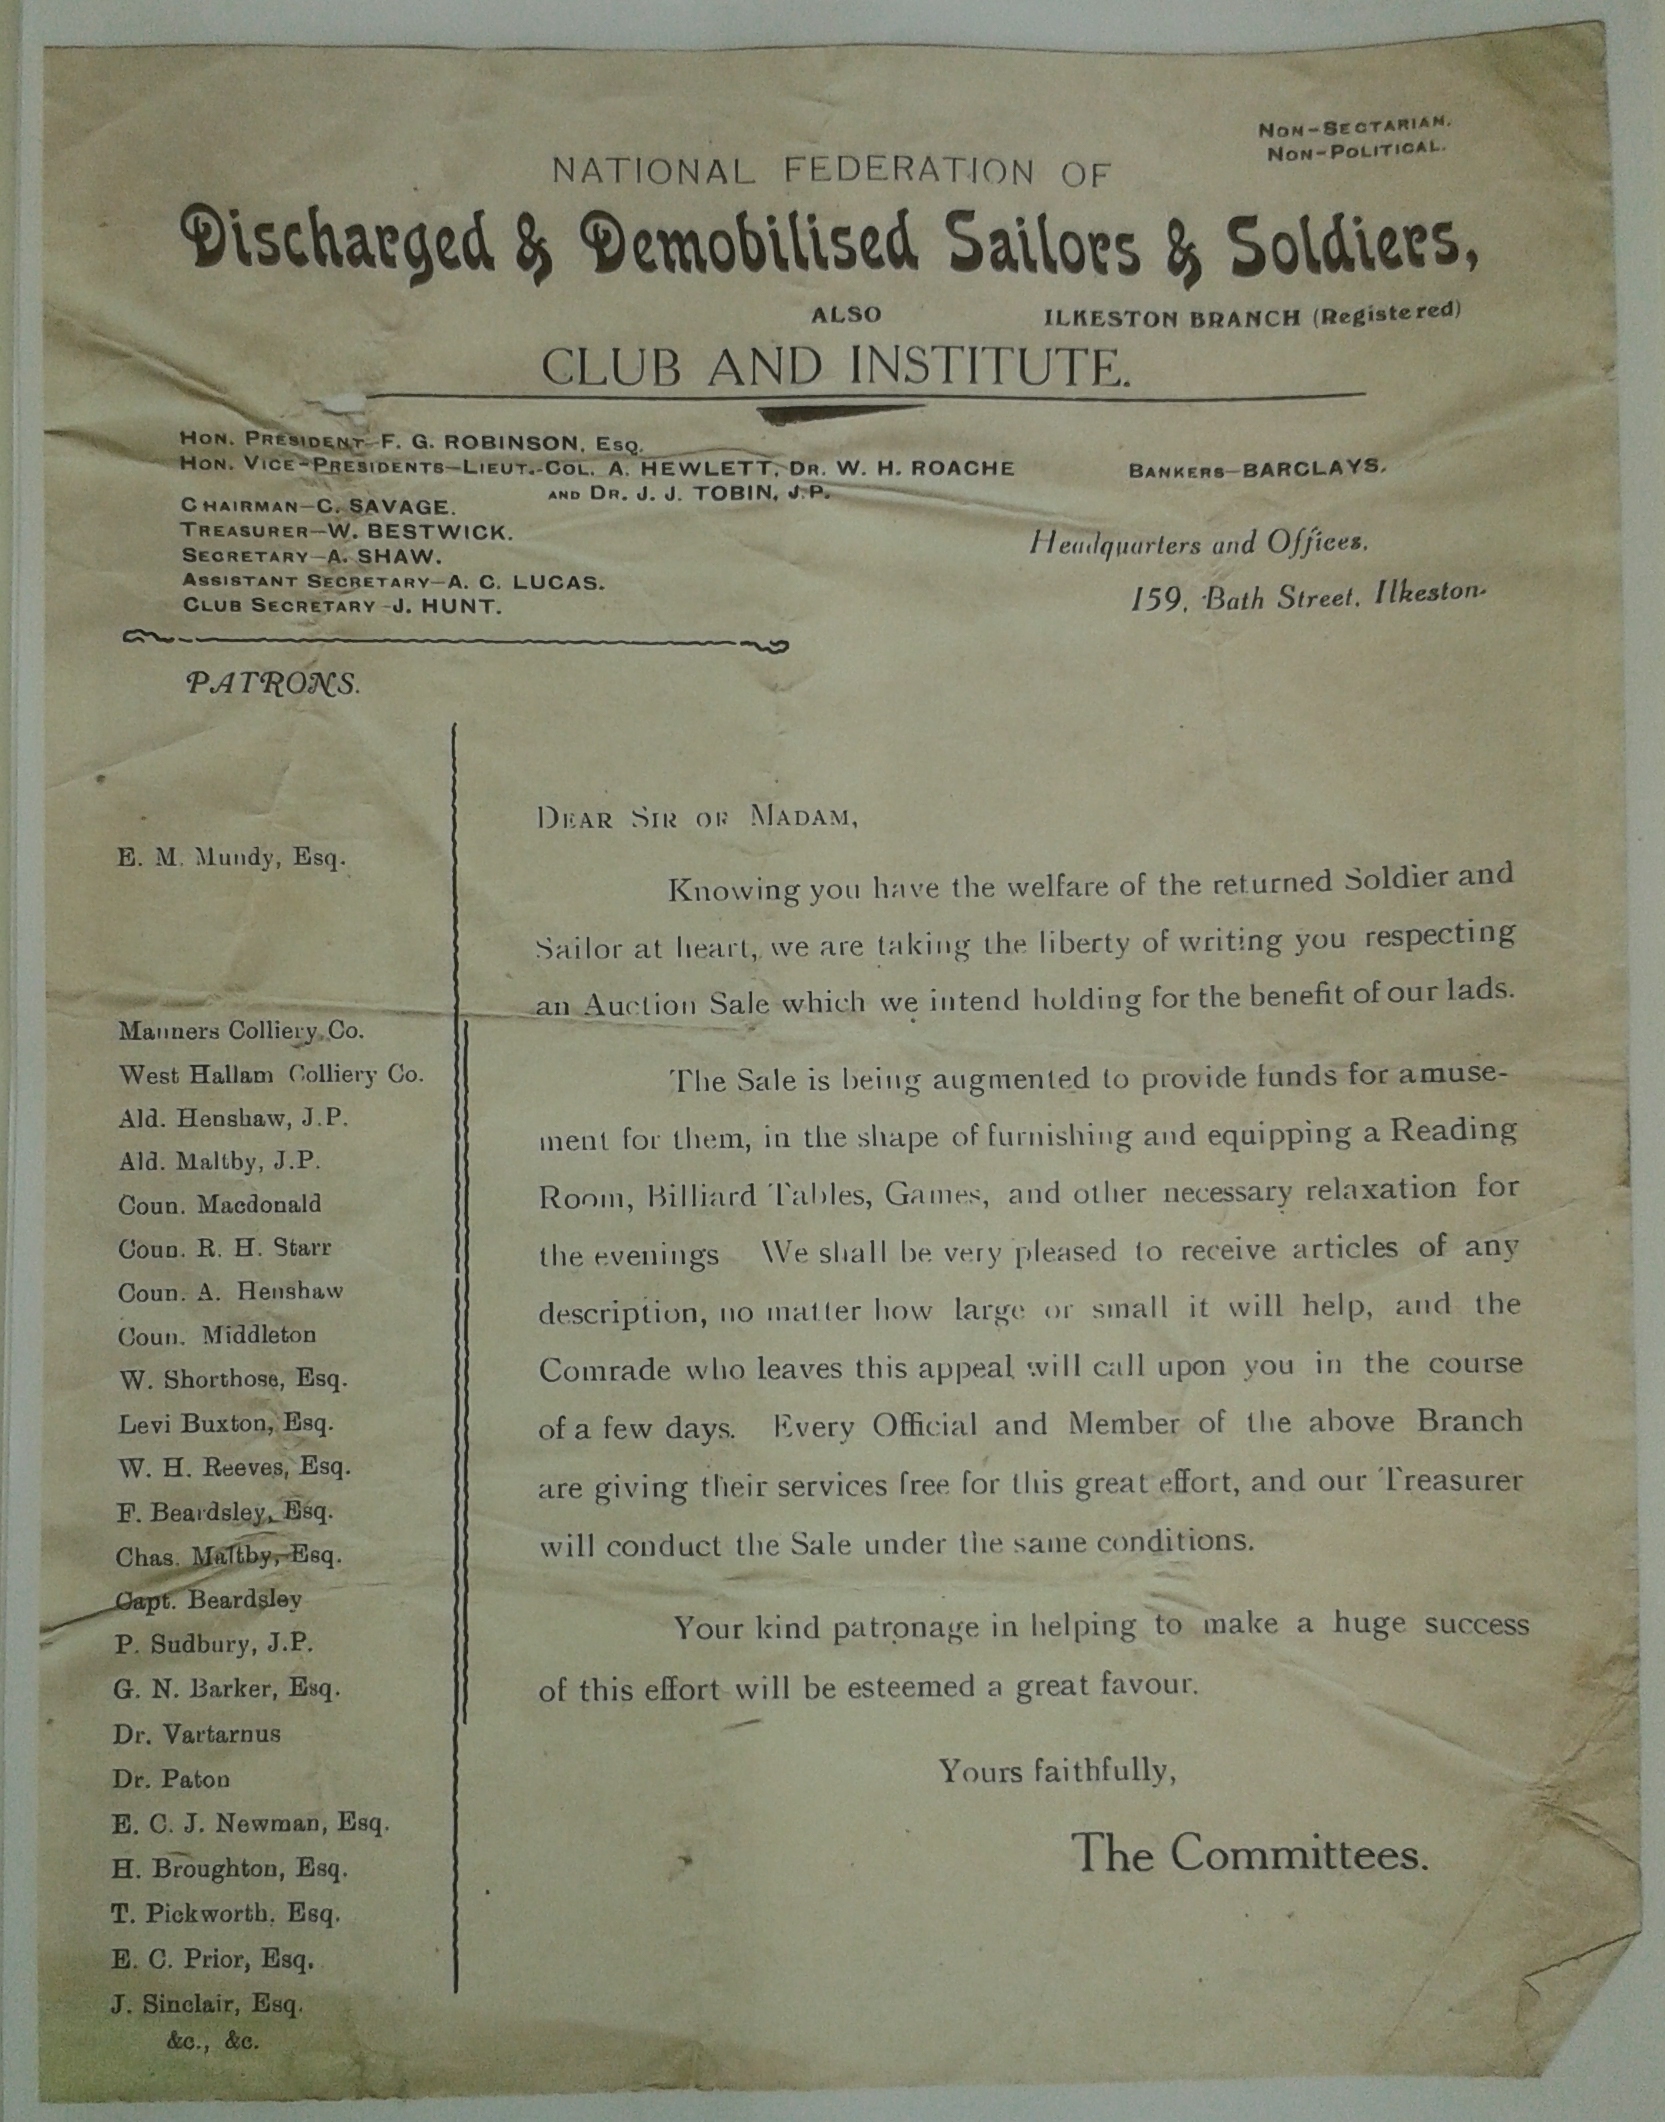 Non-Sectarian.
Non-Political.
NATIONAL FEDERATION OF
Discharged & Demobilised Sailors & Soldiers,
ALSO ILKESTON BRANCH (Registered)
CLUB AND INSTITUTE.
Hon. President—F. G. ROBINSON, Esq.
Hon. Vice-Presidents—Lieut.-Col. A. HEWLETT, Dr. W. H. ROACHE
and Dr. J. J. TOBIN, J.P.
Bankers—BARCLAYS.
Chairman—C. SAVAGE.
Treasurer—W. BESTWICK.
Secretary—A. SHAW.
Assistant Secretary—A. C. LUCAS.
Club Secretary-J. HUNT.
Headquarters and Offices,
159, Bath Street, Ilkeston.
PATRONS.
E. M. Mundy, Esq.
Manners Colliery Co.
West Hallam Colliery Co.
Ald. Henshaw, J.P.
Ald. Maltby, J.P.
Coun. Macdonald
Coun. R. H. Starr
Coun. A. Henshaw
Coun. Middleton
W. Shorthose, Esq.
Levi Buxton, Esq.
W. H. Reeves, Esq.
F. Beardsley, Esq.
Chas. Maltby, Esq.
Capt. Beardsley
P. Sudbury, J.P.
G. N. Barker, Esq.
Dr. Vartarnus
Dr. Paton
E. C. J. Newman, Esq.
H. Broughton, Esq.
T. Pickworth, Esq.
E. C. Prior, Esq.
J. Sinclair, Esq.
&c., &c.
Dear Sir or Madam,
Knowing you have the welfare of the returned Soldier and
Sailor at heart, we are taking the liberty of writing you respecting
an Auction Sale which we intend holding for the benefit of our lads.
The Sale is being augmented to provide funds for amuse-
ment for them, in the shape of furnishing and equipping a Reading
Room, Billiard Tables, Games, and other necessary relaxation for
the evenings We shall be very pleased to receive articles of any
description, no matter how large or small it will help, and the
Comrade who leaves this appeal will call upon you in the course
of a few days. Every Official and Member of the above Branch
are giving their services free for this great effort, and our Treasurer
will conduct the Sale under the same conditions.
Your kind patronage in helping to make a huge success
of this effort will be esteemed a great favour.
Yours faithfully,
The Committees.